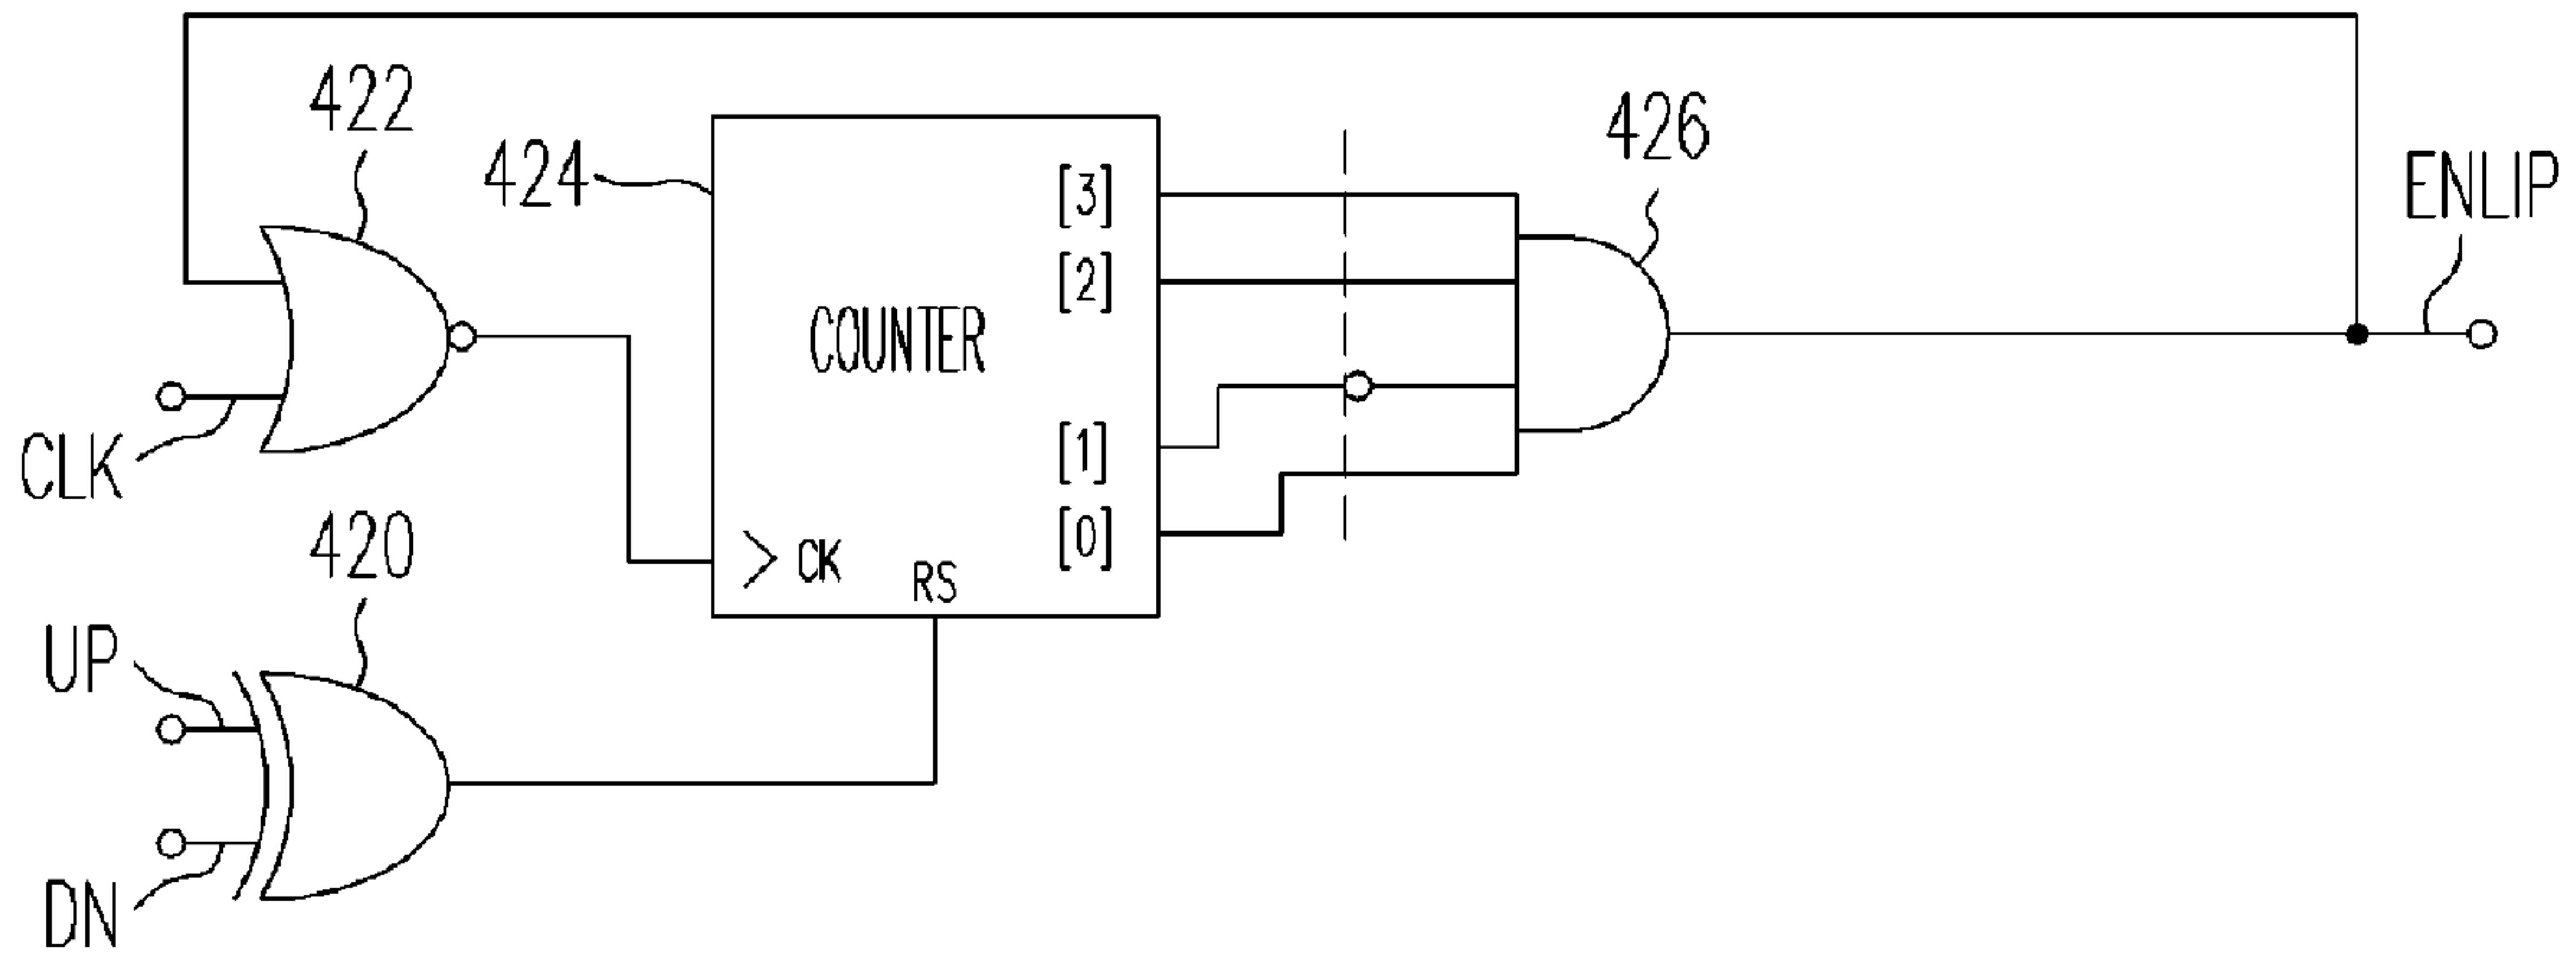 422
424
426
[3]
ENLIP
[2]
COUNTER
CLK
[1]
420
[0]
> CK
RS
UP
DN